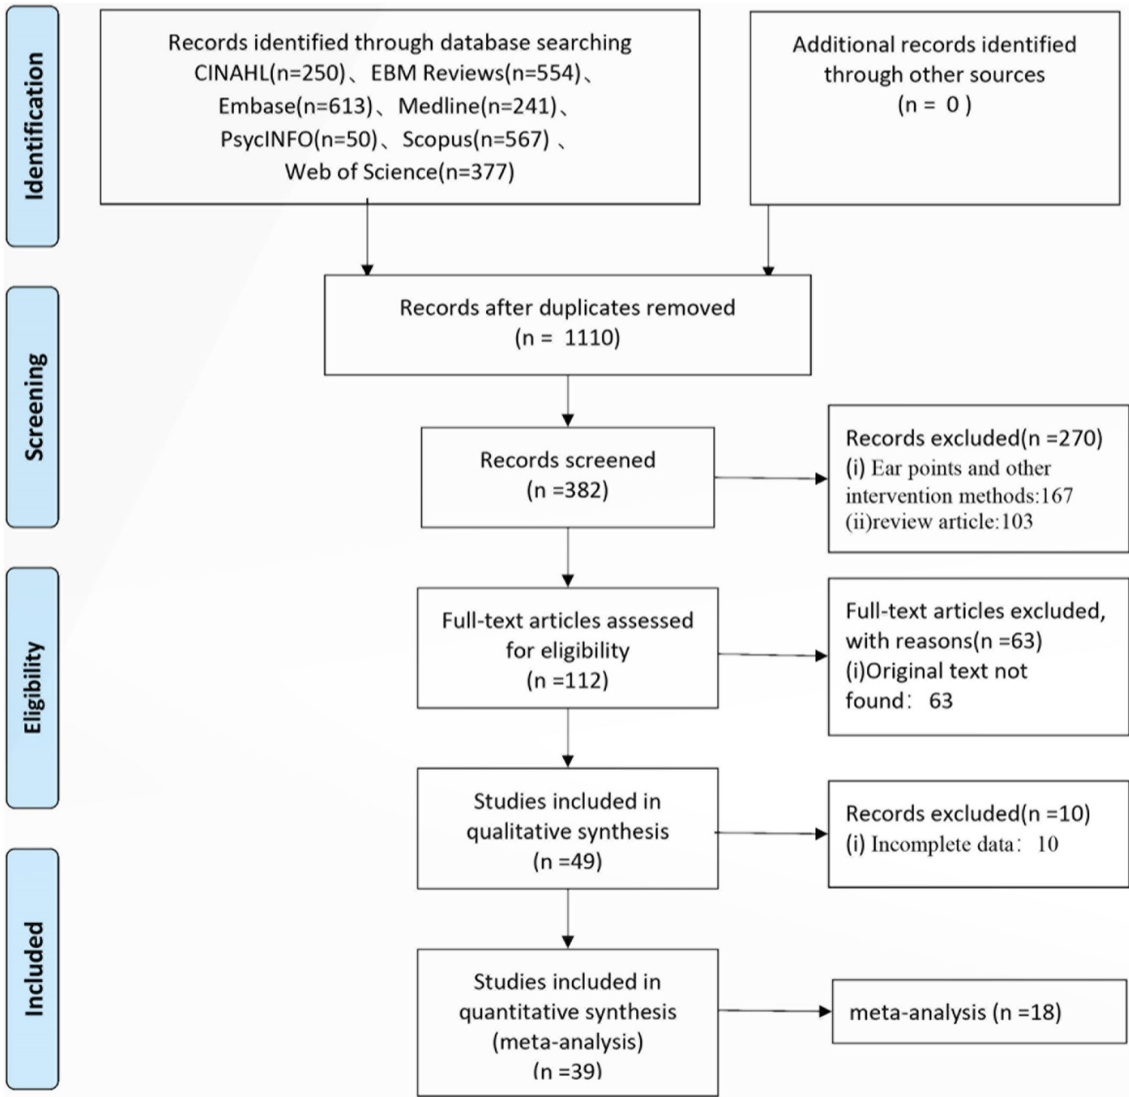 Identification
Records identified through database searching
CINAHL(n=250)、 EBM Reviews(n=554)、
Embase(n=613)、 Medline(n=241)、
PsycINFO(n=50)、 Scopus(n=567) 、
Web of Science(n=377)
Additional records identified
through other sources
(n = 0 )
Screening
Records after duplicates removed
(n = 1110)
Records screened
(n =382)
Records excluded(n =270)
(i) Ear points and other
intervention methods:167
(ii)review article:103
Eligibility
Full-text articles assessed
for eligibility
(n =112)
Full-text articles excluded,
with reasons(n =63)
(i)Original text not
found： 63
Studies included in
qualitative synthesis
(n =49)
Records excluded(n =10)
(i) Incomplete data： 10
Included
Studies included in
quantitative synthesis
(meta-analysis)
(n =39)
meta-analysis (n =18)